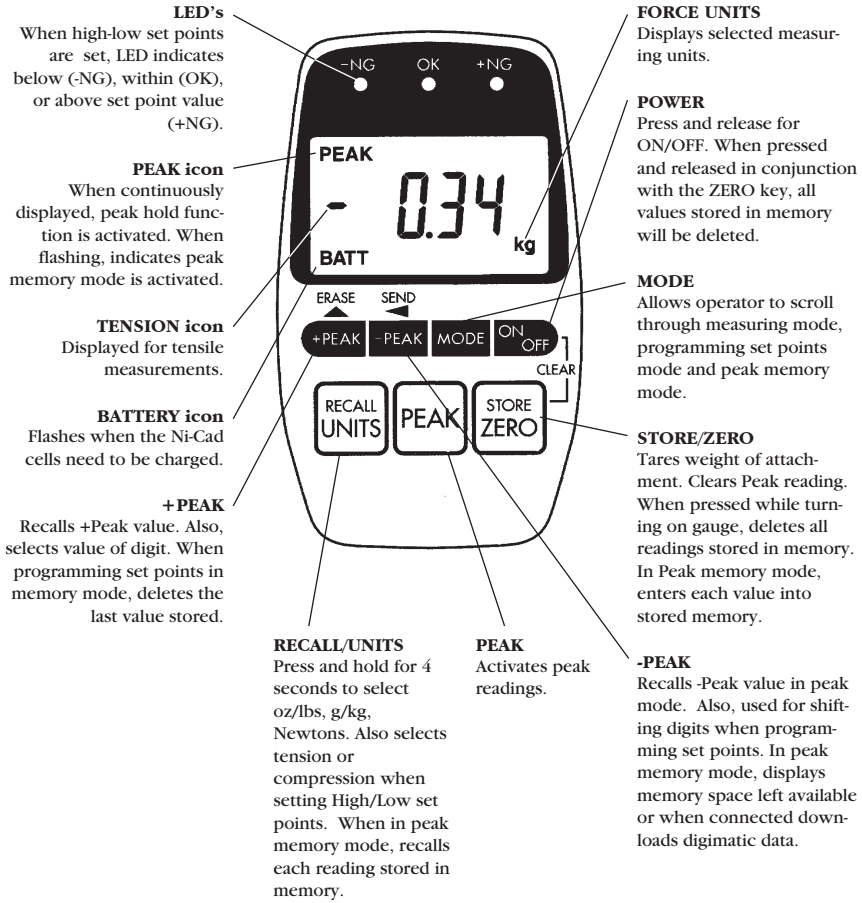 LED's
When high-low set points
are set, LED indicates
below (-NG), within (OK),
or above set point value
(+NG).
PEAK icon
When continuously
displayed, peak hold func-
tion is activated. When
flashing, indicates peak
memory mode is activated.
TENSION icon
Displayed for tensile
measurements.
BATTERY icon
Flashes when the Ni-Cad
cells need to be charged.
+PEAK
Recalls +Peak value. Also,
selects value of digit. When
programming set points in
memory mode, deletes the
last value stored.
-NG OK +NG
PEAK
- 0.34
kg
BATT
ERASE SEND
+PEAK -PEAK MODE ON OFF
CLEAR
RECALL
UNITS
PEAK
STORE
ZERO
RECALL/UNITS
Press and hold for 4
seconds to select
oz/lbs, g/kg,
Newtons. Also selects
tension or
compression when
setting High/Low set
points. When in peak
memory mode, recalls
each reading stored in
memory.
PEAK
Activates peak
readings.
FORCE UNITS
Displays selected measur-
ing units.
POWER
Press and release for
ON/OFF. When pressed
and released in conjunction
with the ZERO key, all
values stored in memory
will be deleted.
MODE
Allows operator to scroll
through measuring mode,
programming set points
mode and peak memory
mode.
STORE/ZERO
Tares weight of attach-
ment. Clears Peak reading.
When pressed while turn-
ing on gauge, deletes all
readings stored in memory.
In Peak memory mode,
enters each value into
stored memory.
-PEAK
Recalls -Peak value in peak
mode. Also, used for shift-
ing digits when program-
ming set points. In peak
memory mode, displays
memory space left available
or when connected down-
loads digimatic data.